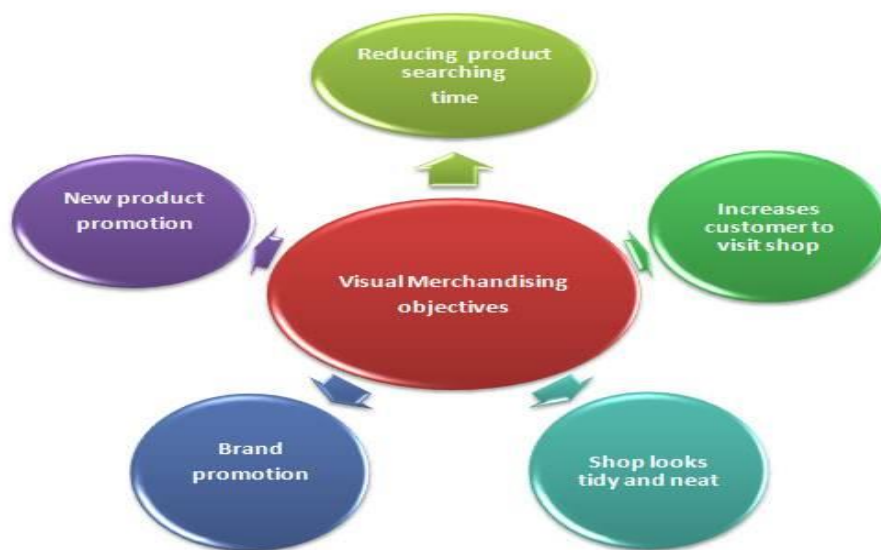 Reducing product
searching
time
New product
promotion
Increases
customer to
visit shop
Visual Merchandising
objectives
Brand
promotion
Shop looks
tidy and neat